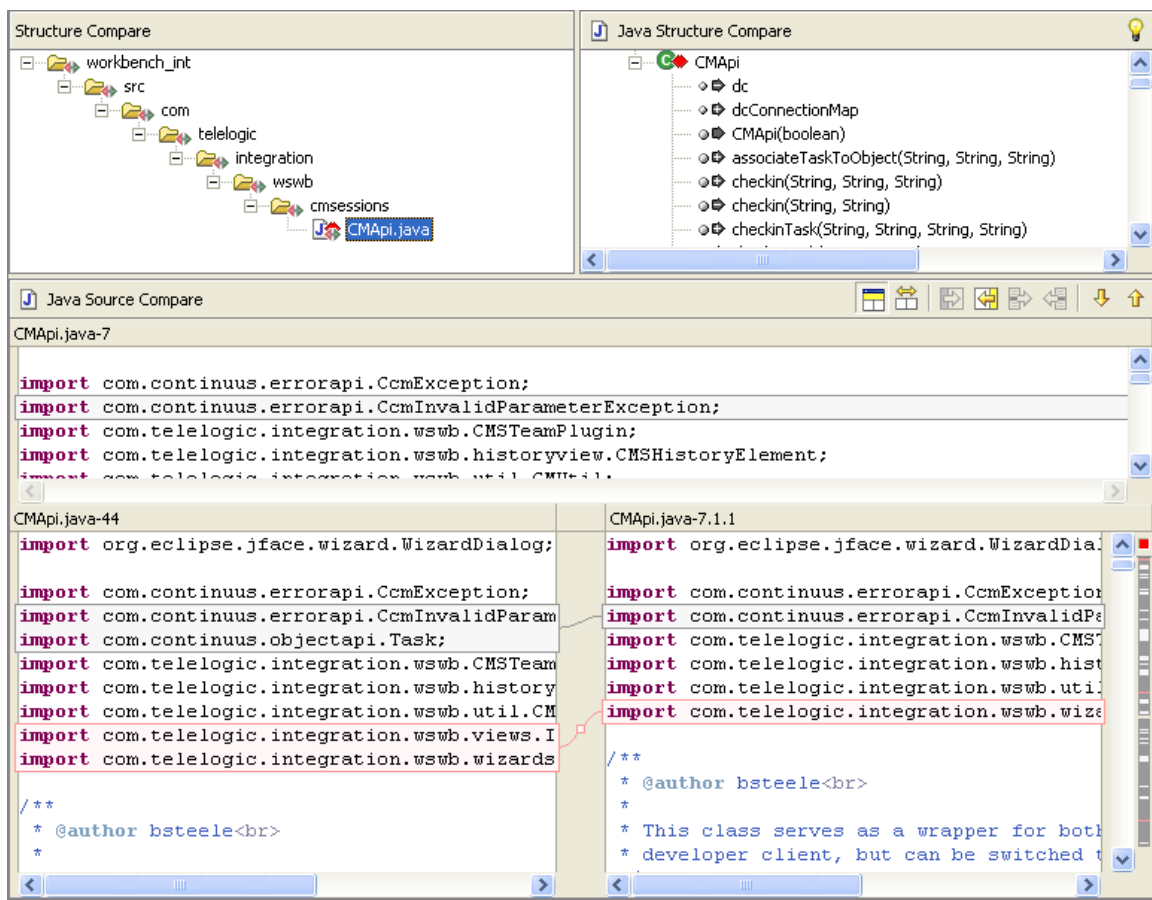 Structure Compare
workbench_int
src
com
telelogic
integration
wswb
cmsessions
CMApi.java
Java Structure Compare
CMApi
dc
dcConnectionMap
CMApi(boolean)
associateTaskToObject(String, String, String)
checkin(String, String, String)
checkin(String, String)
checkinTask(String, String, String, String)
Java Source Compare
CMApi.java-7
import com.continuus.errorapi.CcmException;
import com.continuus.errorapi.CcmInvalidParameterException;
import com.telelogic.integration.wswb.CMSTeamPlugin;
import com.telelogic.integration.wswb.historyview.CMSHistoryElement;
import com.telelogic.integration.wswb.util.CMUtil;
CMApi.java-44
import org.eclipse.jface.wizard.WizardDialog;
import com.continuus.errorapi.CcmException;
import com.continuus.errorapi.CcmInvalidParam
import com.continuus.objectapi.Task;
import com.telelogic.integration.wswb.CMSTeam
import com.telelogic.integration.wswb.history
import com.telelogic.integration.wswb.util.CM
import com.telelogic.integration.wswb.views.I
import com.telelogic.integration.wswb.wizards
/**
* @author bsteele<br>
*
CMApi.java-7.1.1
import org.eclipse.jface.wizard.WizardDial
import com.continuus.errorapi.CcmException
import com.continuus.errorapi.CcmInvalidPa
import com.telelogic.integration.wswb.CMST
import com.telelogic.integration.wswb.hist
import com.telelogic.integration.wswb.util
import com.telelogic.integration.wswb.wiza
/**
* @author bsteele<br>
*
* This class serves as a wrapper for both
* developer client, but can be switched t